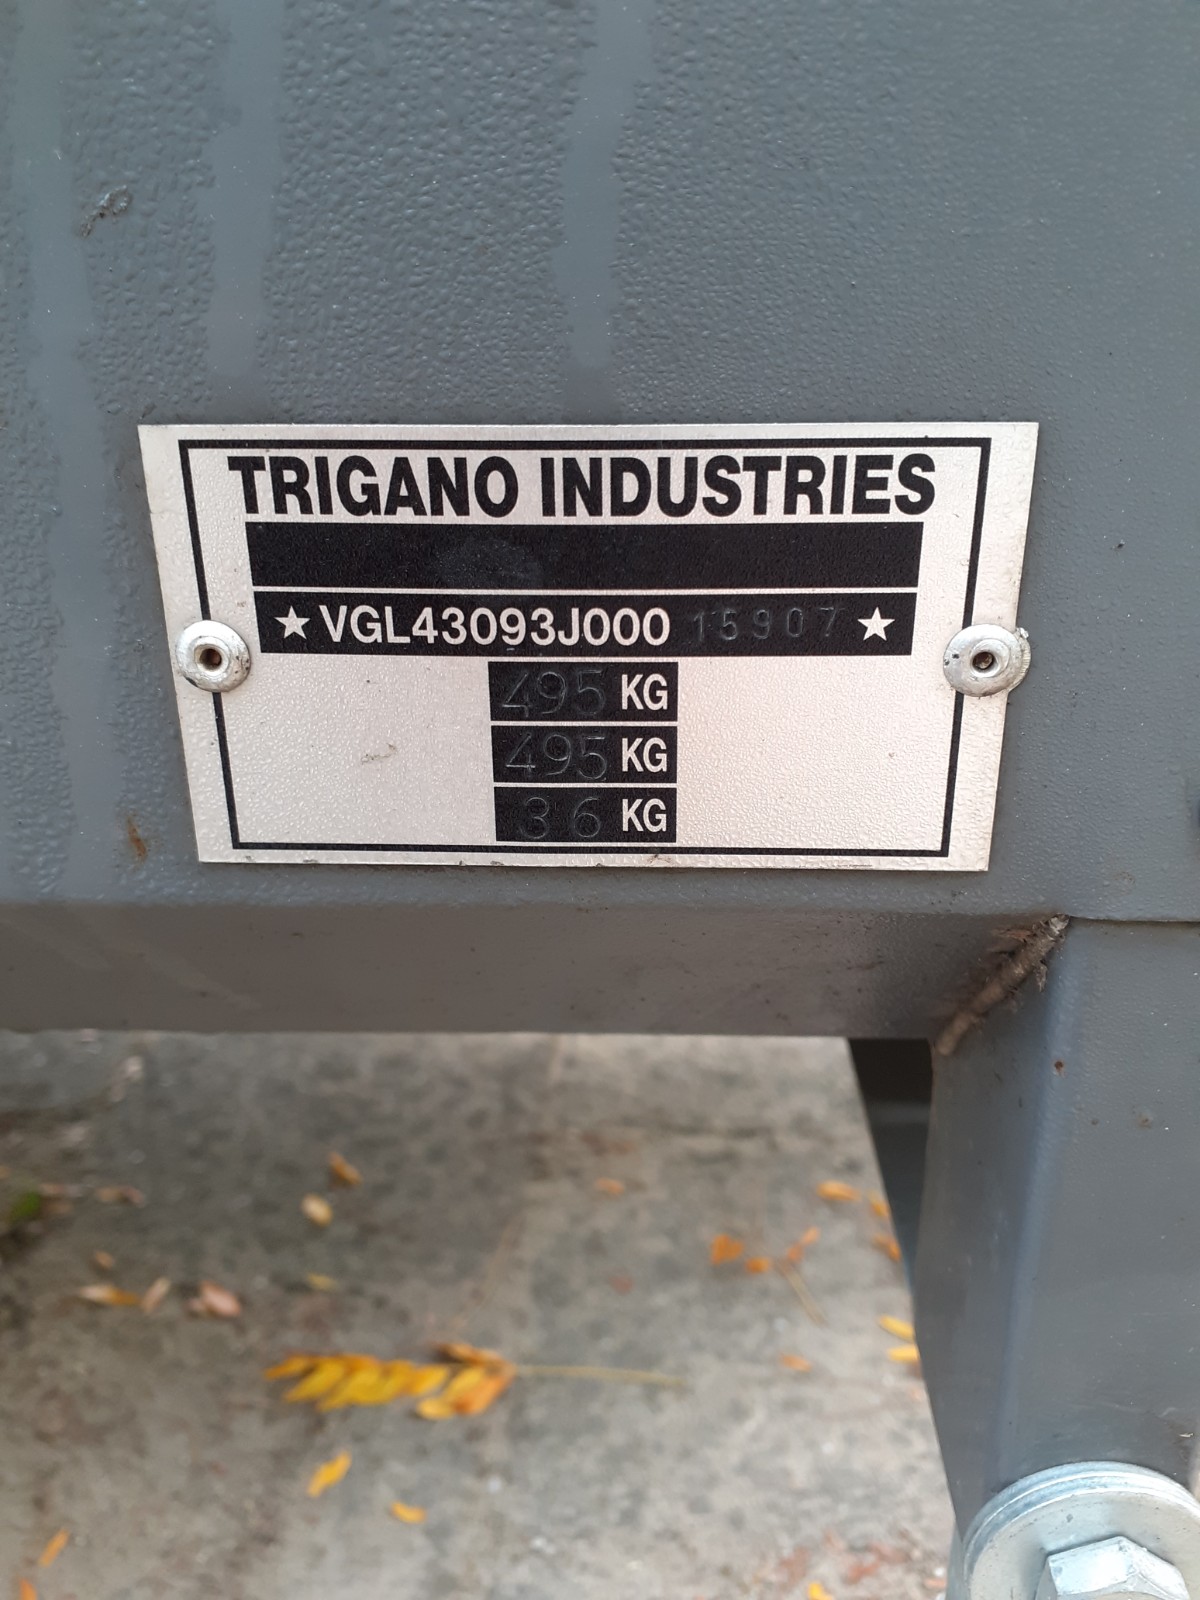 TRIGANO INDUSTRIES
★ VGL43093J000 15907 ★
495 KG
495 KG
36 KG